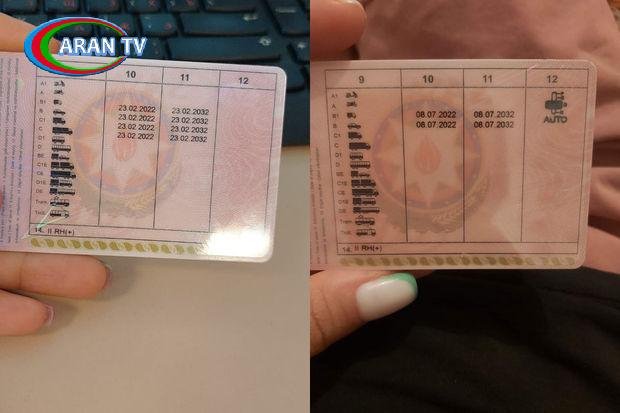 ARAN TV
10 11 12
A1
A
B1 23.02.2022 23.02.2032
23.02.2022 23.02.2032
C1 23.02.2022 23.02.2032
C 23.02.2022 23.02.2032
D1
D
BE
C1E
CE
D1E
DE
Tram
14. II RH(+)
9 10 11 12
A1
A
B1 08.07.2022 08.07.2032
B 08.07.2022 08.07.2032
C1
C
D1
D
BE
C1E
CE
D1E
DE
Tram
AUTO
14. II RH(+)